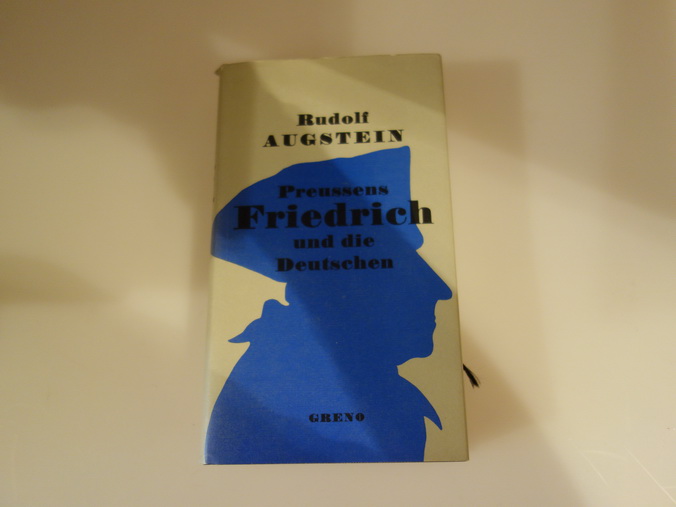 Rudolf
AUGSTEIN
Preussens
Friedrich
und die
Deutschen
GRENO